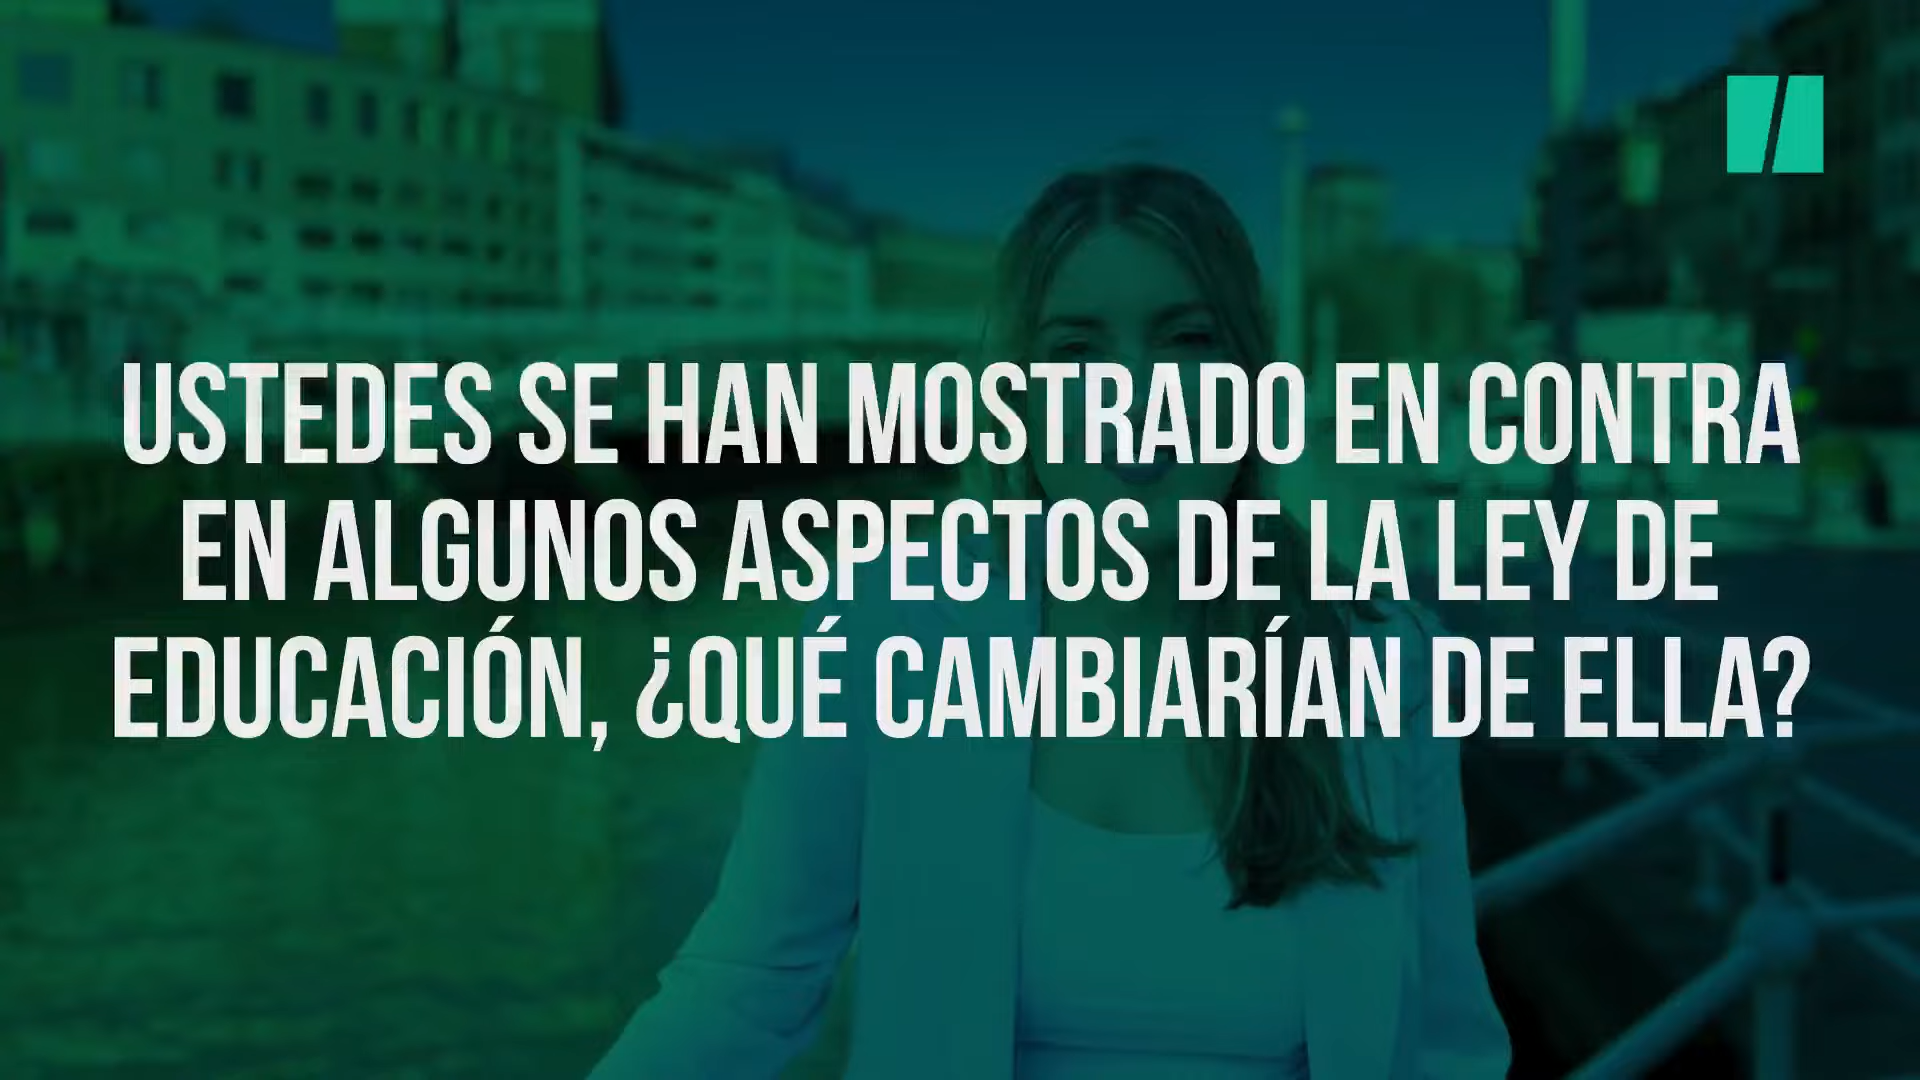 USTEDES SE HAN MOSTRADO EN CONTRA
EN ALGUNOS ASPECTOS DE LA LEY DE
EDUCACIÓN, ¿QUÉ CAMBIARÍAN DE ELLA?